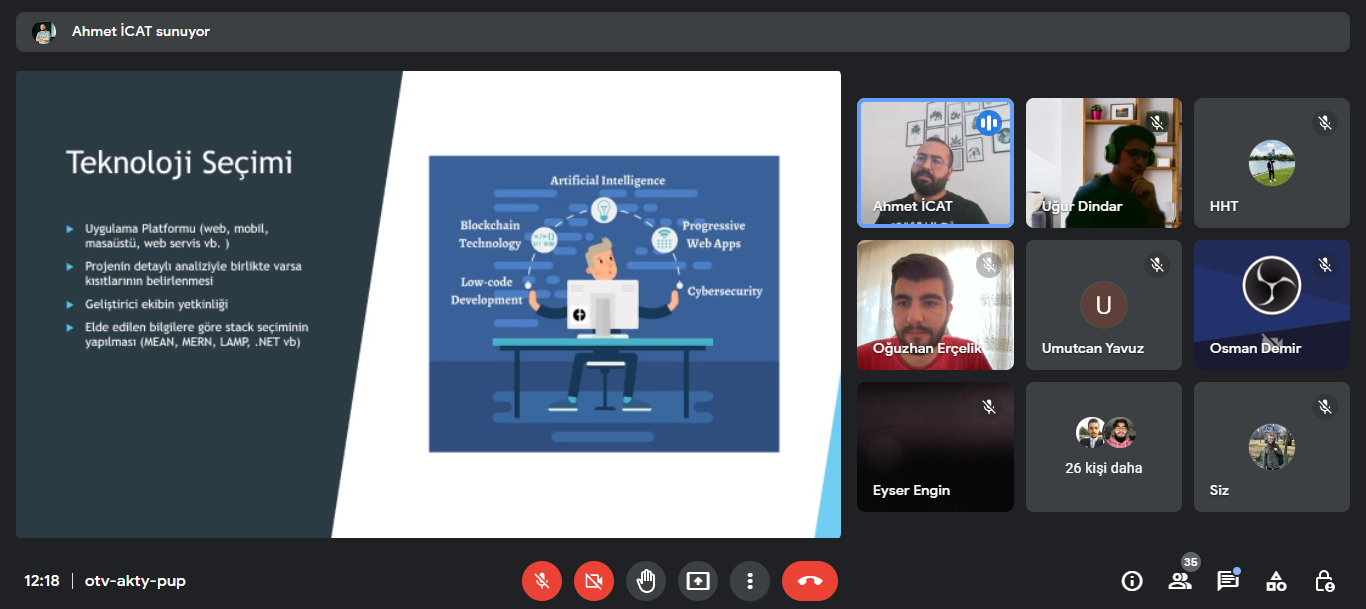 Ahmet İCAT sunuyor
Teknoloji Seçimi
Uygulama Platformu (web, mobil,
masaüstü, web servis vb. )
Projenin detaylı analiziyle birlikte varsa
kısıtlarının belirlenmesi
Geliştirici ekibin yetkinliği
Elde edilen bilgilere göre stack seçiminin
yapılması (MEAN, MERN, LAMP, .NET vb)
Artificial Intelligence
Blockchain
Technology
Progressive
Web Apps
Low-code
Development
Cybersecurity
Ahmet İCAT
Uğur Dindar
HHT
Oğuzhan Erçelik
U
Umutcan Yavuz
Osman Demir
Eyser Engin
26 kişi daha
Siz
12:18
otv-akty-pup
35